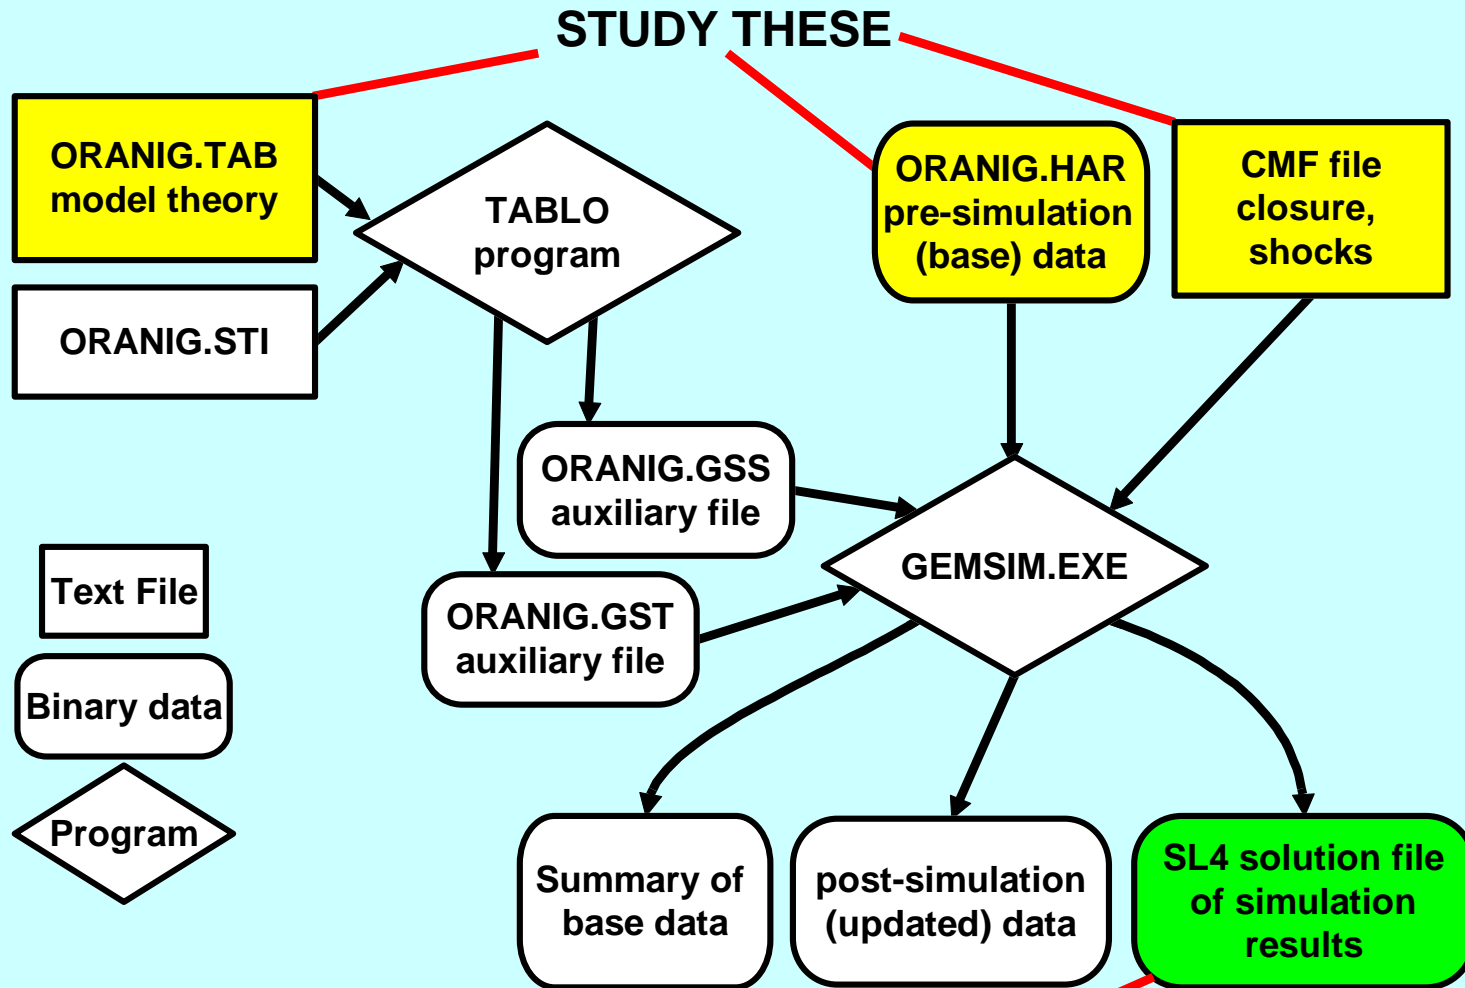 STUDY THESE
ORANIG.TAB
model theory
ORANIG.STI
TABLO
program
ORANIG.HAR
pre-simulation
(base) data
CMF file
closure,
shocks
ORANIG.GSS
auxiliary file
ORANIG.GST
auxiliary file
GEMSIM.EXE
Text File
Binary data
Program
Summary of
base data
post-simulation
(updated) data
SL4 solution file
of simulation
results